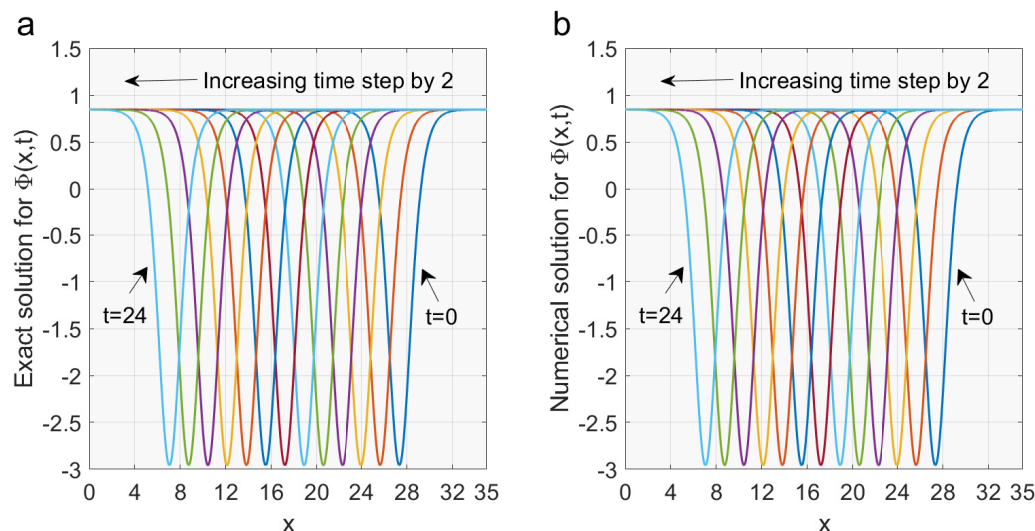 a
Exact solution for Φ(x,t)
1.5
1
0.5
0
-0.5
-1
-1.5
-2
-2.5
-3
Increasing time step by 2
t=24
t=0
0 4 8 12 16 20 24 28 32 35
x
b
Numerical solution for Φ(x,t)
1.5
1
0.5
0
-0.5
-1
-1.5
-2
-2.5
-3
Increasing time step by 2
t=24
t=0
0 4 8 12 16 20 24 28 32 35
x